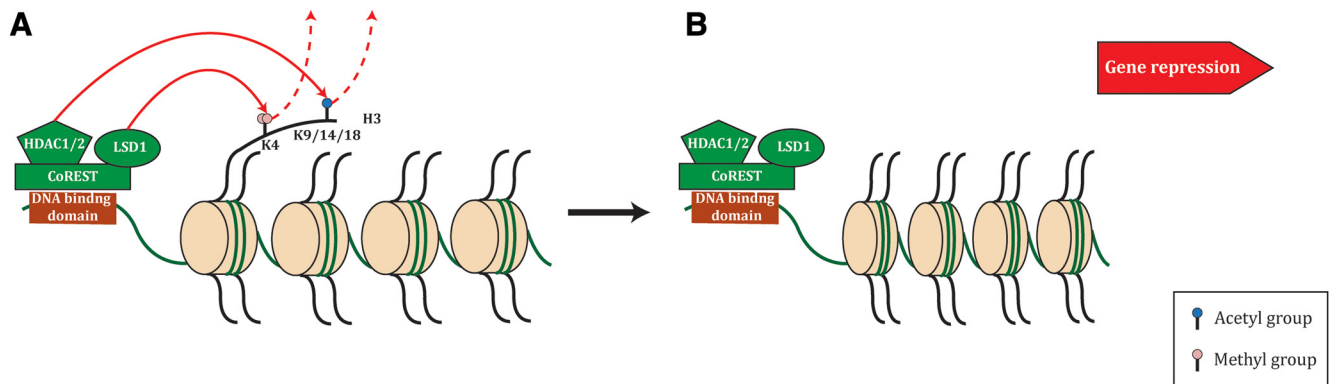 A
B
Gene repression
H3
K9/14/18
K4
HDAC1/2
LSD1
CoREST
DNA bindng
domain
HDAC1/2
LSD1
CoREST
DNA bindng
domain
Acetyl group
Methyl group